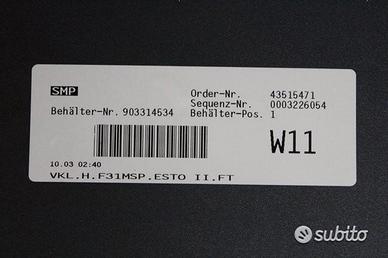 SMP
Order-Nr. 43515471
Sequenz-Nr. 0003226054
Behälter-Nr. 903314534 Behälter-Pos. 1
W11
10.03 02:40
VKL.H.F31MSP.ESTO II.FT
subito